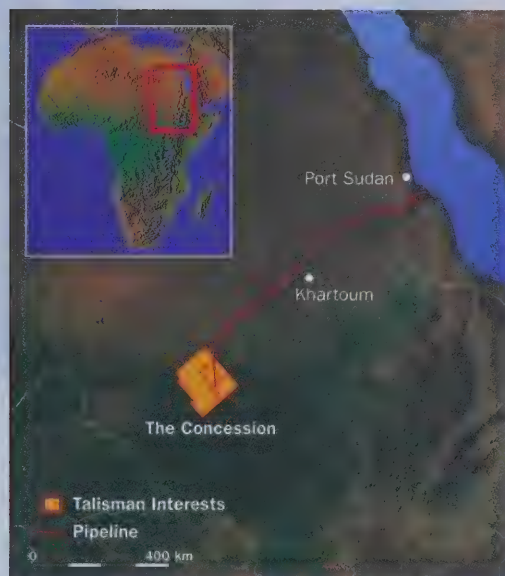 Port Sudan
Khartoum
The Concession
Talisman Interests
Pipeline
0 400 km